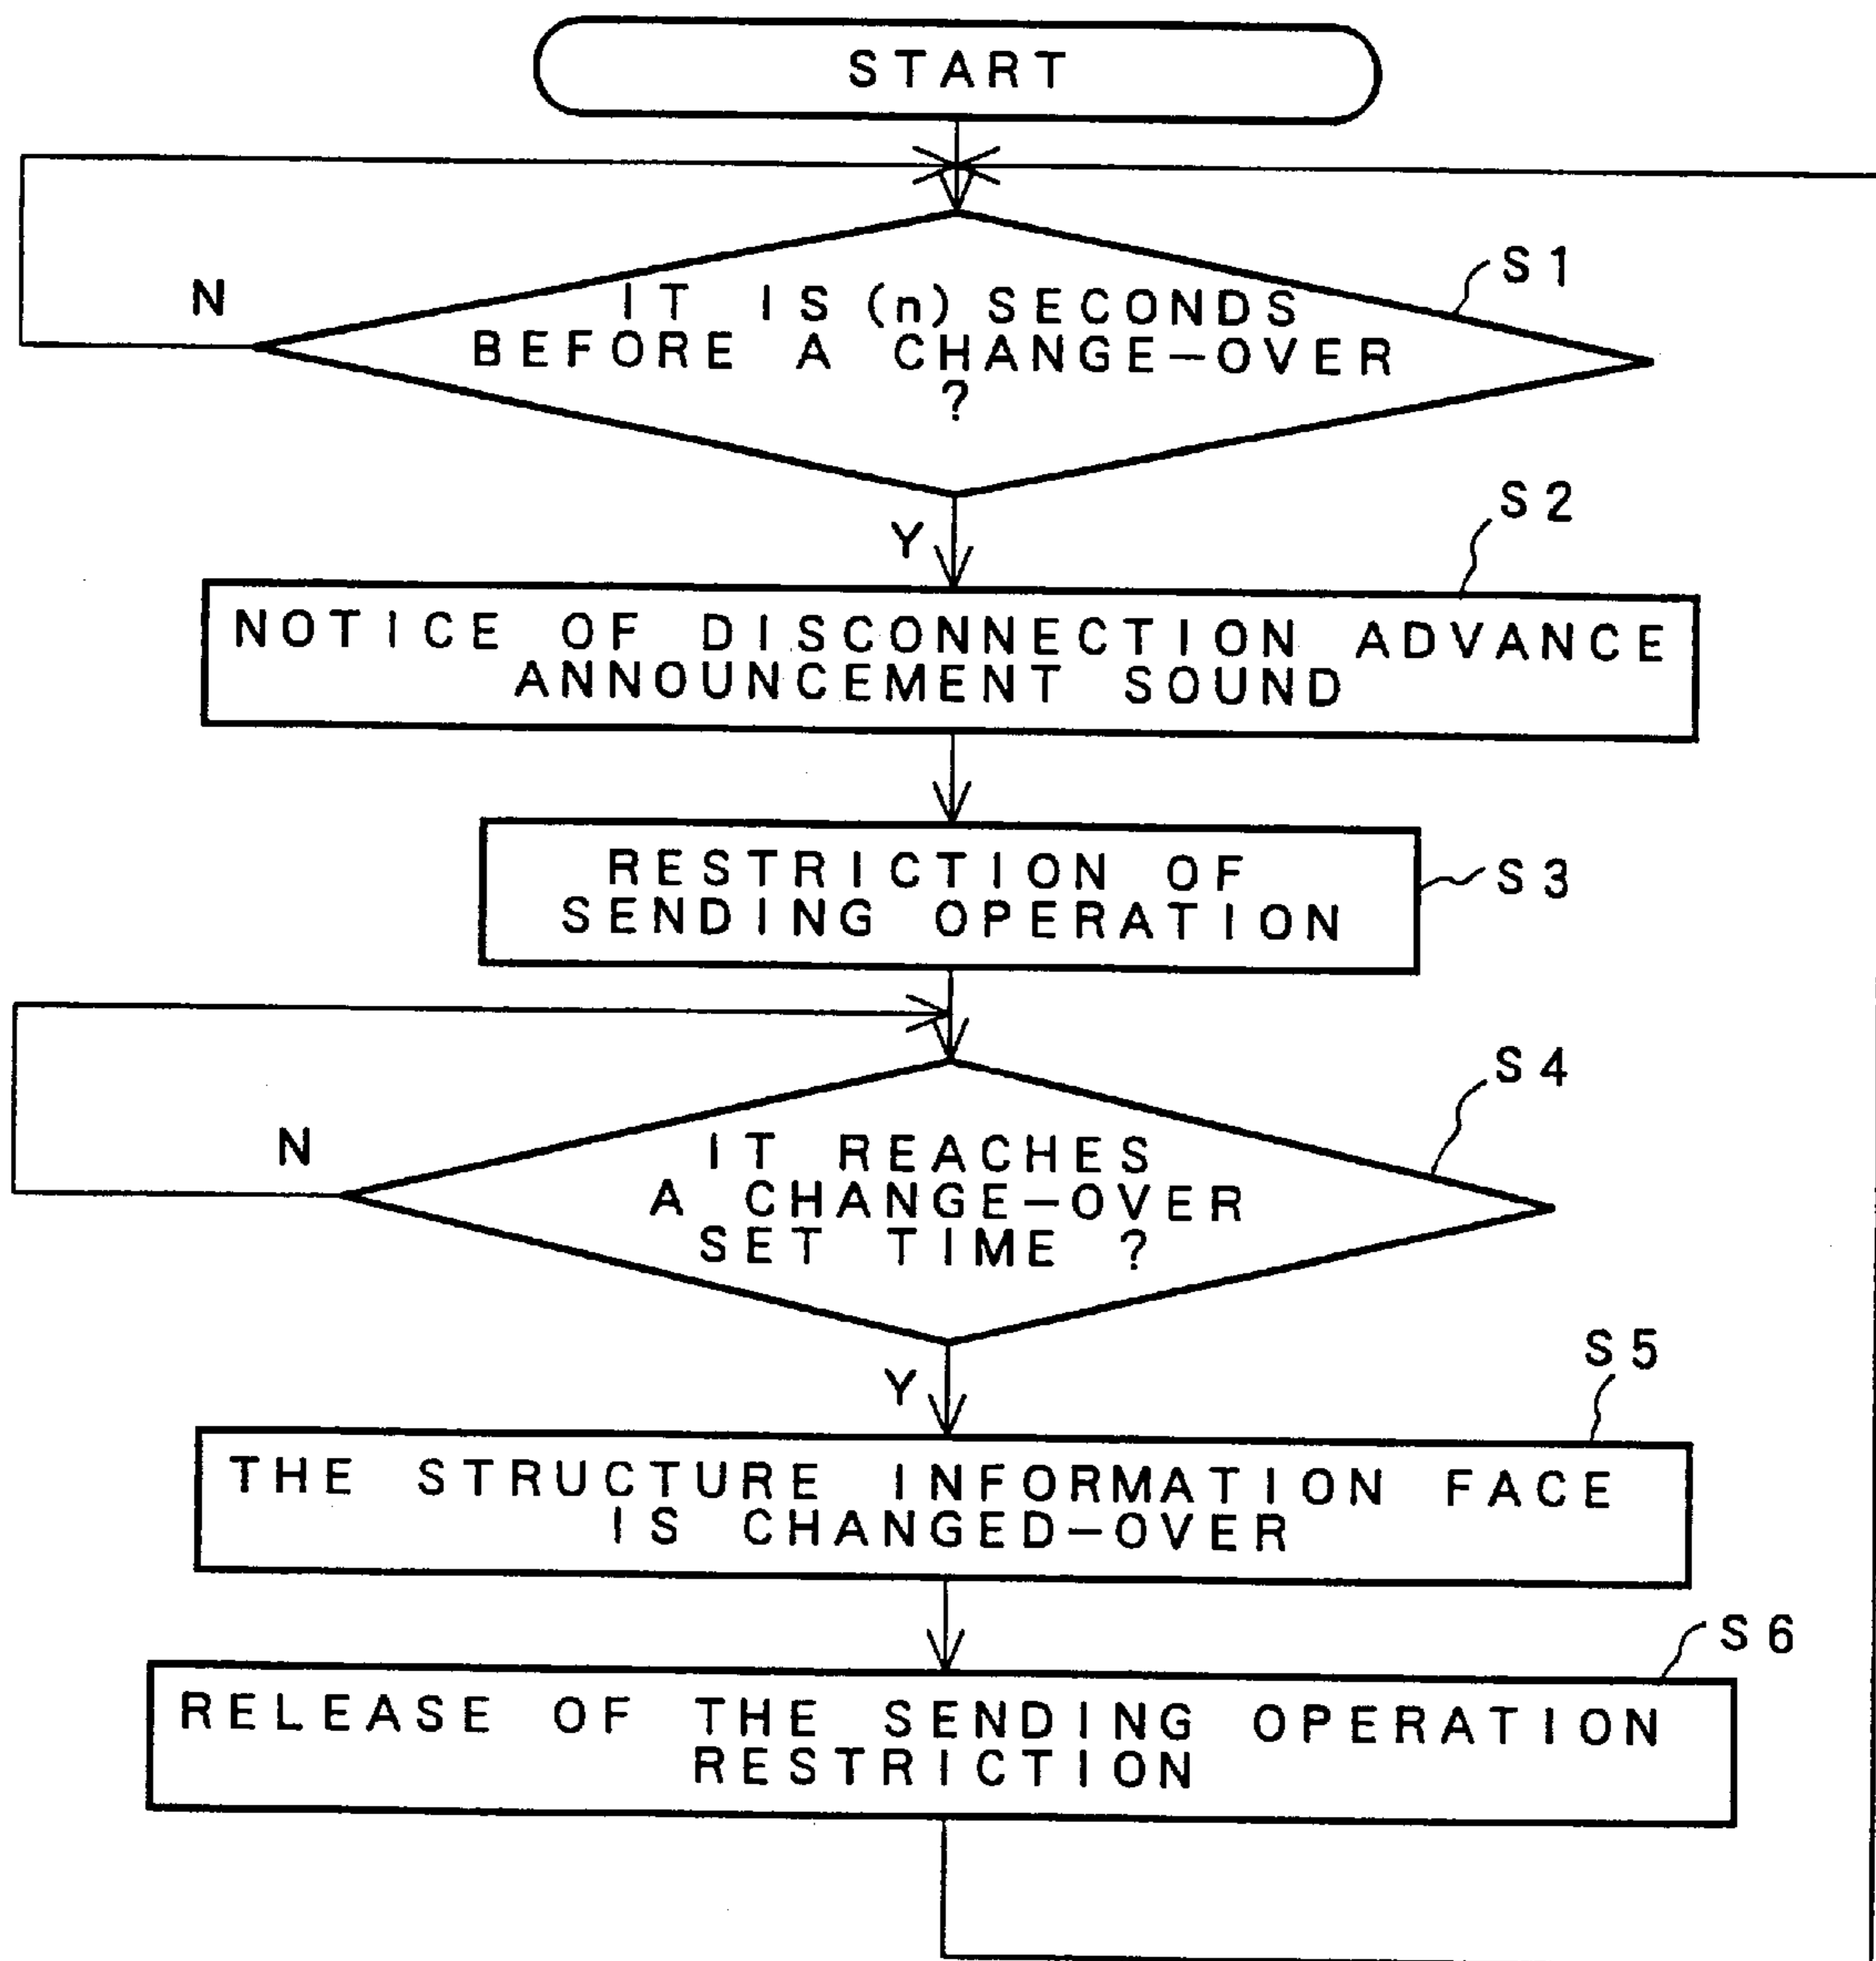 START
S1
N
IT IS (n) SECONDS
BEFORE A CHANGE-OVER
?
S2
Y
NOTICE OF DISCONNECTION ADVANCE
ANNOUNCEMENT SOUND
RESTRICTION OF
SENDING OPERATION
S3
S4
N
IT REACHES
A CHANGE-OVER
SET TIME ?
S5
Y
THE STRUCTURE INFORMATION FACE
IS CHANGED-OVER
S6
RELEASE OF THE SENDING OPERATION
RESTRICTION